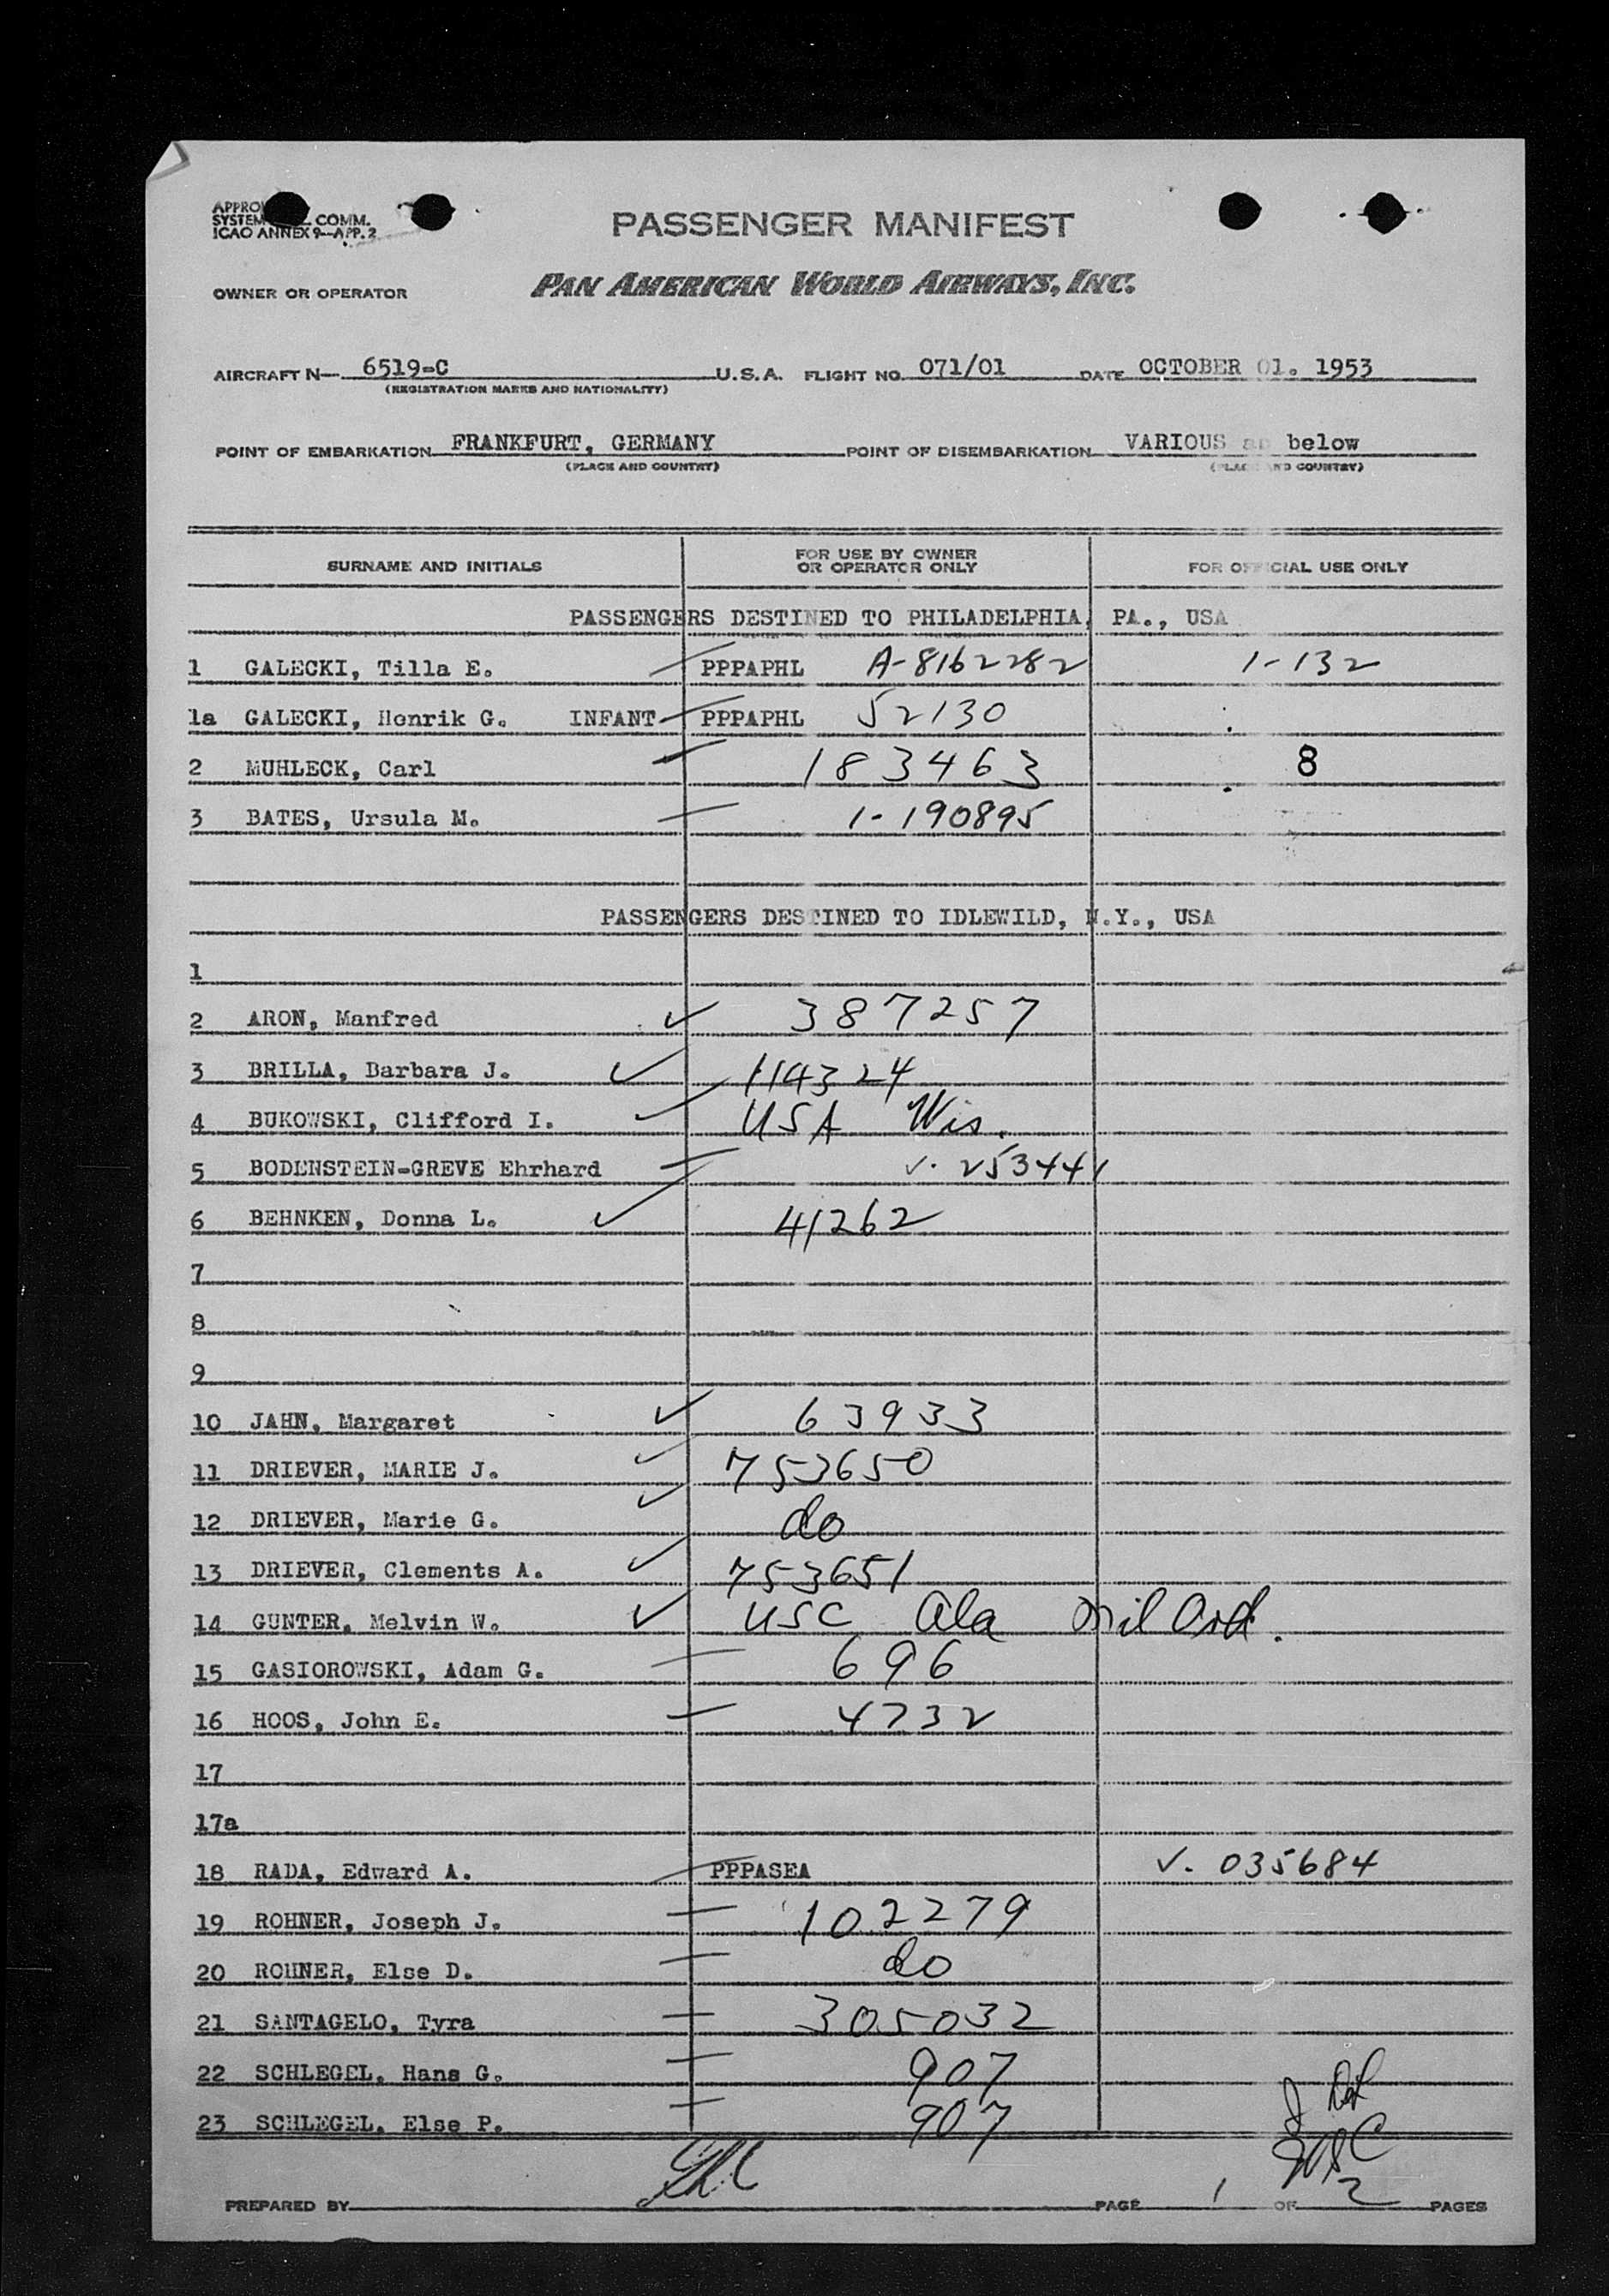 APPRO
SYSTEM COMM.
ICAO ANNEX 9—APP. 2
PASSENGER MANIFEST
OWNER OR OPERATOR PAN AMERICAN WORLD AIRWAYS, INC.
AIRCRAFT N— 6519-C U.S.A. FLIGHT NO. 071/01 DATE OCTOBER 01. 1953
(REGISTRATION MARKS AND NATIONALITY)
POINT OF EMBARKATION FRANKFURT, GERMANY POINT OF DISEMBARKATION VARIOUS as below
(PLACE AND COUNTRY) (PLACE AND COUNTRY)
SURNAME AND INITIALS FOR USE BY OWNER OR OPERATOR ONLY FOR OFFICIAL USE ONLY
PASSENGERS DESTINED TO PHILADELPHIA, PA., USA
1 GALECKI, Tilla E. PPPAPHL A-8162282 1-132
1a GALECKI, Henrik G. INFANT PPPAPHL 52130
2 MUHLECK, Carl 183463 8
3 BATES, Ursula M. 1-190895
PASSENGERS DESTINED TO IDLEWILD, N.Y., USA
1
2 ARON, Manfred ✓ 387257
3 BRILLA, Barbara J. ✓ 114324
4 BUKOWSKI, Clifford I. ✓ USA Wis.
5 BODENSTEIN-GREVE Ehrhard v. 253441
6 BEHNKEN, Donna L. ✓ 41262
7
8
9
10 JAHN, Margaret ✓ 63933
11 DRIEVER, MARIE J. ✓ 753650
12 DRIEVER, Marie G. ✓ do
13 DRIEVER, Clements A. ✓ 753651
14 GUNTER, Melvin W. ✓ USC Ala Mil Ord.
15 GASIOROWSKI, Adam G. 696
16 HOOS, John E. 4732
17
17a
18 RADA, Edward A. PPPASEA V. 035684
19 ROHNER, Joseph J. 102279
20 ROHNER, Else D. do
21 SANTAGELO, Tyra 305032
22 SCHLEGEL, Hans G. 907
23 SCHLEGEL, Else P. 907
PREPARED BY PAGE 1 OF 2 PAGES